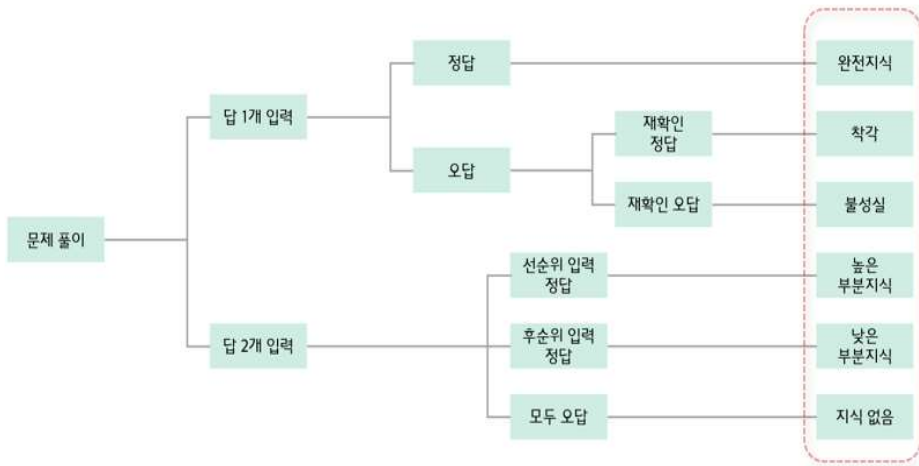 정답
완전지식
답 1개 입력
재확인
정답
착각
오답
재확인 오답
불성실
문제 풀이
선순위 입력
정답
높은
부분지식
답 2개 입력
후순위 입력
정답
낮은
부분지식
모두 오답
지식 없음